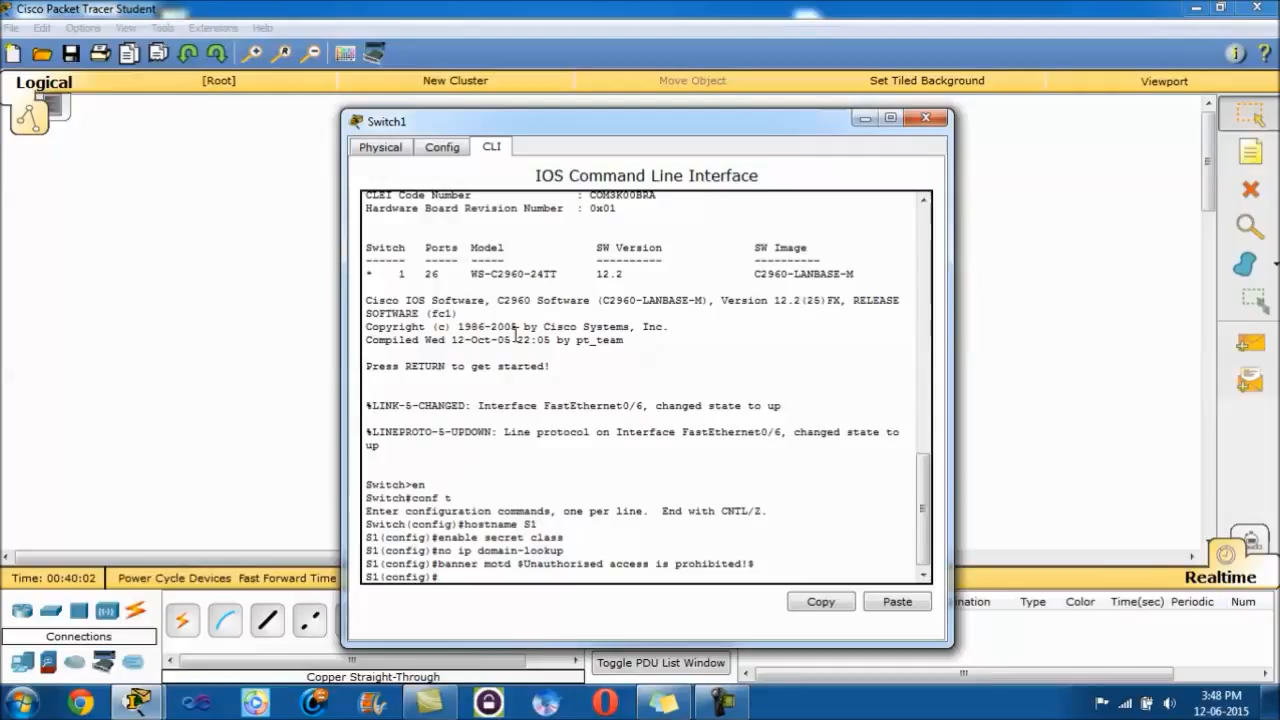 Cisco Packet Tracer Student
File Edit Options View Tools Extensions Help
Logical [Root] New Cluster Move Object Set Tiled Background Viewport
Switch1
Physical Config CLI
IOS Command Line Interface
CLEI Code Number : COM3K00BRA
Hardware Board Revision Number : 0x01
Switch Ports Model SW Version SW Image
------ ----- ----- ---------- ----------
* 1 26 WS-C2960-24TT 12.2 C2960-LANBASE-M
Cisco IOS Software, C2960 Software (C2960-LANBASE-M), Version 12.2(25)FX, RELEASE
SOFTWARE (fc1)
Copyright (c) 1986-2005 by Cisco Systems, Inc.
Compiled Wed 12-Oct-05 22:05 by pt_team
Press RETURN to get started!
%LINK-5-CHANGED: Interface FastEthernet0/6, changed state to up
%LINEPROTO-5-UPDOWN: Line protocol on Interface FastEthernet0/6, changed state to
up
Switch>en
Switch#conf t
Enter configuration commands, one per line. End with CNTL/Z.
Switch(config)#hostname S1
S1(config)#enable secret class
S1(config)#no ip domain-lookup
S1(config)#banner motd $Unauthorised access is prohibited!$
S1(config)#
Copy Paste
Time: 00:40:02 Power Cycle Devices Fast Forward Time
Realtime
Connections
Copper Straight-Through
Toggle PDU List Window
ination Type Color Time(sec) Periodic Num
3:48 PM
12-06-2015